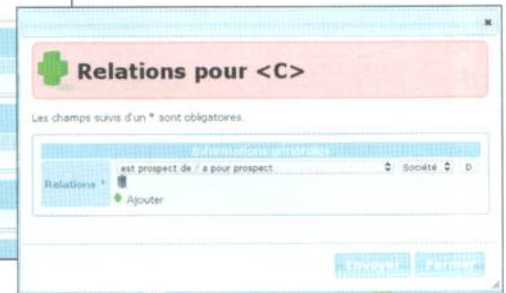 Relations pour <C>
Les champs suivis d'un * sont obligatoires.
Informations générales
Relations *
est prospect de / a pour prospect
Société
D
Ajouter
Envoyer
Fermer